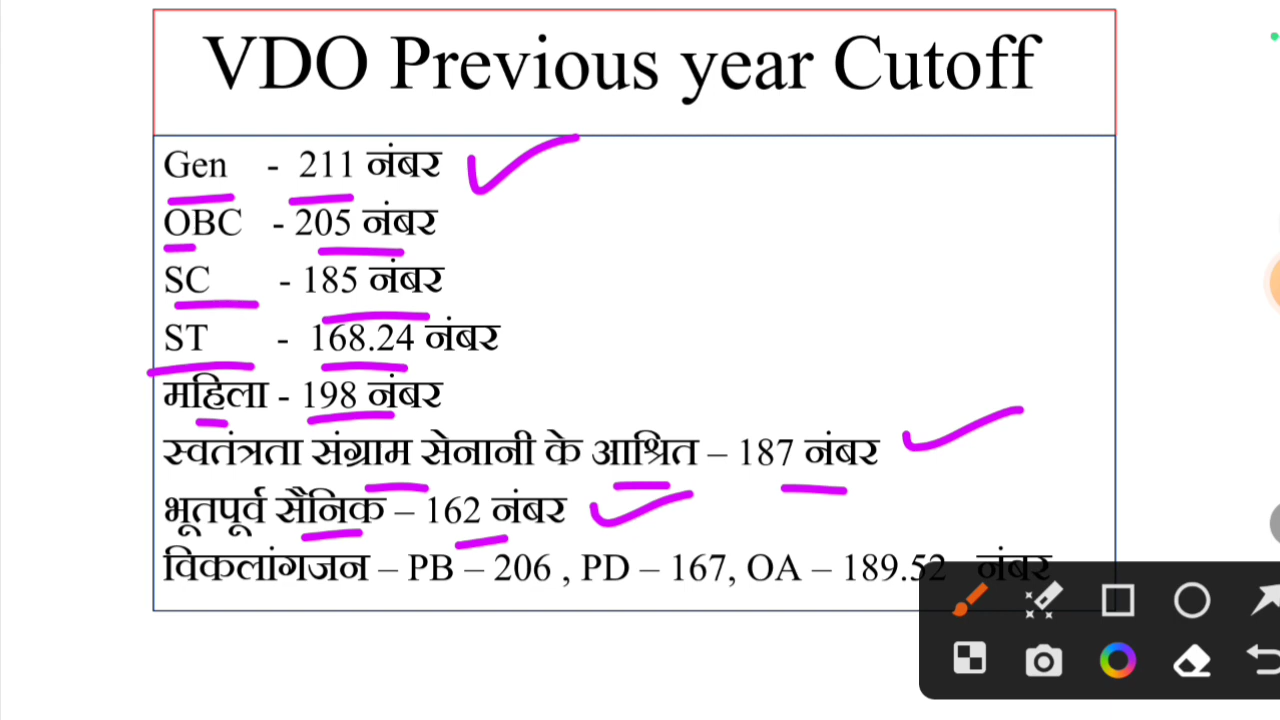 VDO Previous year Cutoff
Gen - 211 नंबर
OBC - 205 नंबर
SC - 185 नंबर
ST - 168.24 नंबर
महिला - 198 नंबर
स्वतंत्रता संग्राम सेनानी के आश्रित – 187 नंबर
भूतपूर्व सैनिक – 162 नंबर
विकलांगजन – PB – 206 , PD – 167, OA – 189.52 नंबर